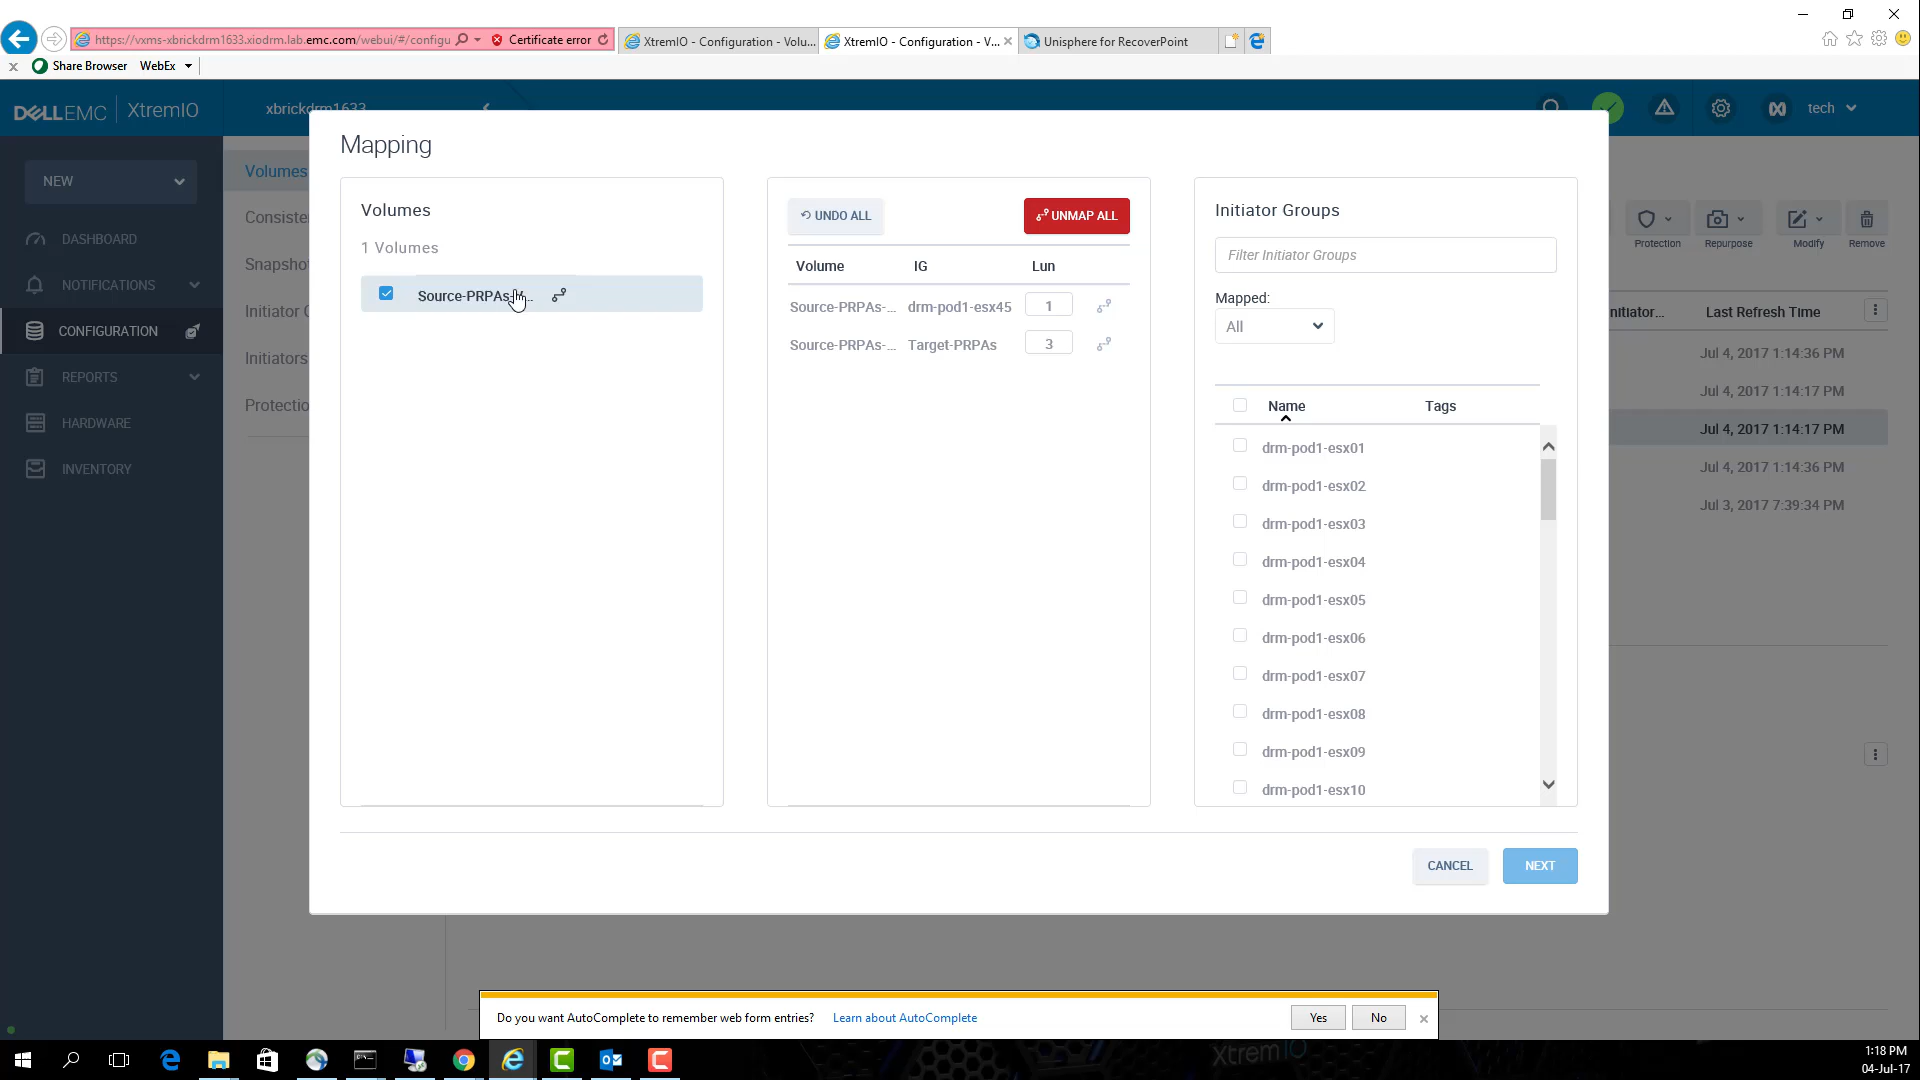 https://vxms-xbrickdrm1633.xiodrm.lab.emc.com/webui/#/configu
Certificate error
XtremIO - Configuration - Volu...
XtremIO - Configuration - V...
Unisphere for RecoverPoint
Share Browser
WebEx
DELLEMC
XtremIO
xbrickdrm1633
tech
NEW
DASHBOARD
NOTIFICATIONS
CONFIGURATION
REPORTS
HARDWARE
INVENTORY
Volumes
Consisten
Snapshot
Initiator G
Initiators
Protectio
Mapping
Volumes
1 Volumes
Source-PRPAs-
UNDO ALL
UNMAP ALL
Volume IG Lun
Source-PRPAs-... drm-pod1-esx45 1
Source-PRPAs-... Target-PRPAs 3
Initiator Groups
Filter Initiator Groups
Mapped:
All
Name Tags
drm-pod1-esx01
drm-pod1-esx02
drm-pod1-esx03
drm-pod1-esx04
drm-pod1-esx05
drm-pod1-esx06
drm-pod1-esx07
drm-pod1-esx08
drm-pod1-esx09
drm-pod1-esx10
CANCEL
NEXT
Protection
Repurpose
Modify
Remove
nitiator...
Last Refresh Time
Jul 4, 2017 1:14:36 PM
Jul 4, 2017 1:14:17 PM
Jul 4, 2017 1:14:17 PM
Jul 4, 2017 1:14:36 PM
Jul 3, 2017 7:39:34 PM
Do you want AutoComplete to remember web form entries?
Learn about AutoComplete
Yes
No
XtremIO
1:18 PM
04-Jul-17